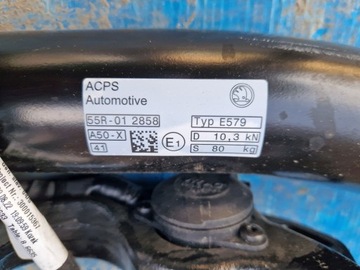 ACPS
Automotive
55R-01 2858
Typ E579
A50-X
E1
D 10,3 kN
41
S 80 kg